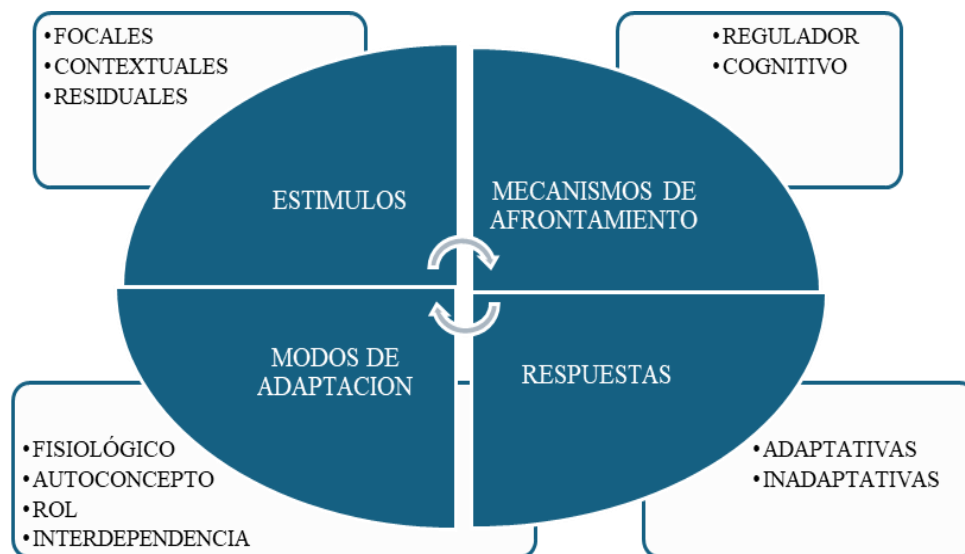 •FOCALES
•CONTEXTUALES
•RESIDUALES
•REGULADOR
•COGNITIVO
ESTIMULOS
MECANISMOS DE
AFRONTAMIENTO
MODOS DE
ADAPTACION
RESPUESTAS
•FISIOLÓGICO
•AUTOCONCEPTO
•ROL
•INTERDEPENDENCIA
•ADAPTATIVAS
•INADAPTATIVAS